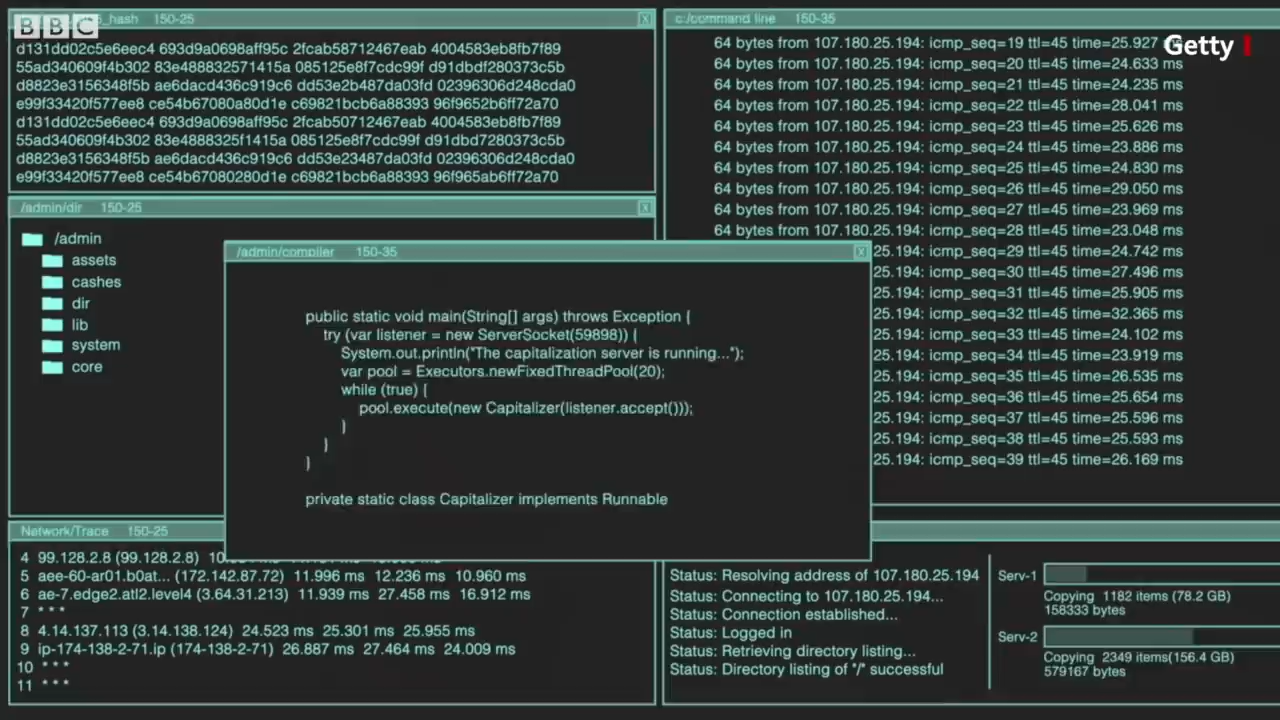 BBC
_hash 150-25
d131dd02c5e6eec4 693d9a0698aff95c 2fcab58712467eab 4004583eb8fb7f89
55ad340609f4b302 83e488832571415a 085125e8f7cdc99f d91dbdf280373c5b
d8823e3156348f5b ae6dacd436c919c6 dd53e2b487da03fd 02396306d248cda0
e99f33420f577ee8 ce54b67080a80d1e c69821bcb6a88393 96f9652b6ff72a70
d131dd02c5e6eec4 693d9a0698aff95c 2fcab50712467eab 4004583eb8fb7f89
55ad340609f4b302 83e4888325f1415a 085125e8f7cdc99f d91dbd7280373c5b
d8823e3156348f5b ae6dacd436c919c6 dd53e23487da03fd 02396306d248cda0
e99f33420f577ee8 ce54b67080280d1e c69821bcb6a88393 96f965ab6ff72a70
/admin/dir 150-25
/admin
assets
cashes
dir
lib
system
core
/admin/compiler 150-35
public static void main(String[] args) throws Exception {
try (var listener = new ServerSocket(59898)) {
System.out.println("The capitalization server is running...");
var pool = Executors.newFixedThreadPool(20);
while (true) {
pool.execute(new Capitalizer(listener.accept()));
}
}
}
private static class Capitalizer implements Runnable
c:/command line 150-35
Getty I
64 bytes from 107.180.25.194: icmp_seq=19 ttl=45 time=25.927
64 bytes from 107.180.25.194: icmp_seq=20 ttl=45 time=24.633 ms
64 bytes from 107.180.25.194: icmp_seq=21 ttl=45 time=24.235 ms
64 bytes from 107.180.25.194: icmp_seq=22 ttl=45 time=28.041 ms
64 bytes from 107.180.25.194: icmp_seq=23 ttl=45 time=25.626 ms
64 bytes from 107.180.25.194: icmp_seq=24 ttl=45 time=23.886 ms
64 bytes from 107.180.25.194: icmp_seq=25 ttl=45 time=24.830 ms
64 bytes from 107.180.25.194: icmp_seq=26 ttl=45 time=29.050 ms
64 bytes from 107.180.25.194: icmp_seq=27 ttl=45 time=23.969 ms
64 bytes from 107.180.25.194: icmp_seq=28 ttl=45 time=23.048 ms
25.194: icmp_seq=29 ttl=45 time=24.742 ms
25.194: icmp_seq=30 ttl=45 time=27.496 ms
25.194: icmp_seq=31 ttl=45 time=25.905 ms
25.194: icmp_seq=32 ttl=45 time=32.365 ms
25.194: icmp_seq=33 ttl=45 time=24.102 ms
25.194: icmp_seq=34 ttl=45 time=23.919 ms
25.194: icmp_seq=35 ttl=45 time=26.535 ms
25.194: icmp_seq=36 ttl=45 time=25.654 ms
25.194: icmp_seq=37 ttl=45 time=25.596 ms
25.194: icmp_seq=38 ttl=45 time=25.593 ms
25.194: icmp_seq=39 ttl=45 time=26.169 ms
Network/Trace 150-25
4 99.128.2.8 (99.128.2.8)
5 aee-60-ar01.b0at... (172.142.87.72) 11.996 ms 12.236 ms 10.960 ms
6 ae-7.edge2.atl2.level4 (3.64.31.213) 11.939 ms 27.458 ms 16.912 ms
7 * * *
8 4.14.137.113 (3.14.138.124) 24.523 ms 25.301 ms 25.955 ms
9 ip-174-138-2-71.ip (174-138-2-71) 26.887 ms 27.464 ms 24.009 ms
10 * * *
11 * * *
Status: Resolving address of 107.180.25.194
Status: Connecting to 107.180.25.194...
Status: Connection established...
Status: Logged in
Status: Retrieving directory listing...
Status: Directory listing of "/" successful
Serv-1
Copying 1182 items (78.2 GB)
158333 bytes
Serv-2
Copying 2349 items(156.4 GB)
579167 bytes